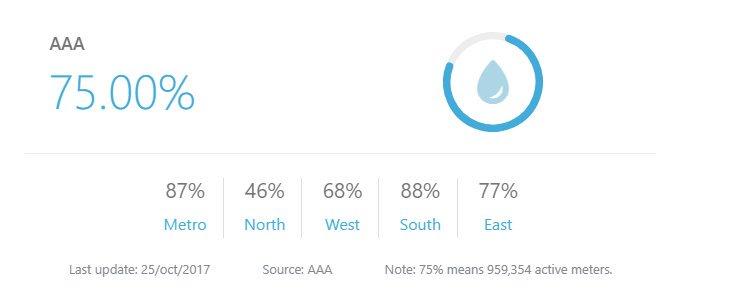 AAA
75.00%
87% 46% 68% 88% 77%
Metro North West South East
Last update: 25/oct/2017 Source: AAA Note: 75% means 959,354 active meters.